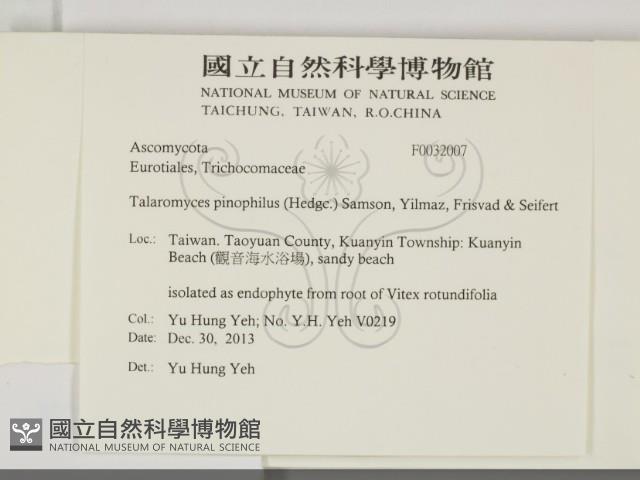 國立自然科學博物館
NATIONAL MUSEUM OF NATURAL SCIENCE
TAICHUNG, TAIWAN, R.O.CHINA
Ascomycota F0032007
Eurotiales, Trichocomaceae
Talaromyces pinophilus (Hedgc.) Samson, Yilmaz, Frisvad & Seifert
Loc.: Taiwan. Taoyuan County, Kuanyin Township: Kuanyin
Beach (觀音海水浴場), sandy beach
isolated as endophyte from root of Vitex rotundifolia
Col.: Yu Hung Yeh; No. Y.H. Yeh V0219
Date: Dec. 30, 2013
Det.: Yu Hung Yeh
國立自然科學博物館
NATIONAL MUSEUM OF NATURAL SCIENCE